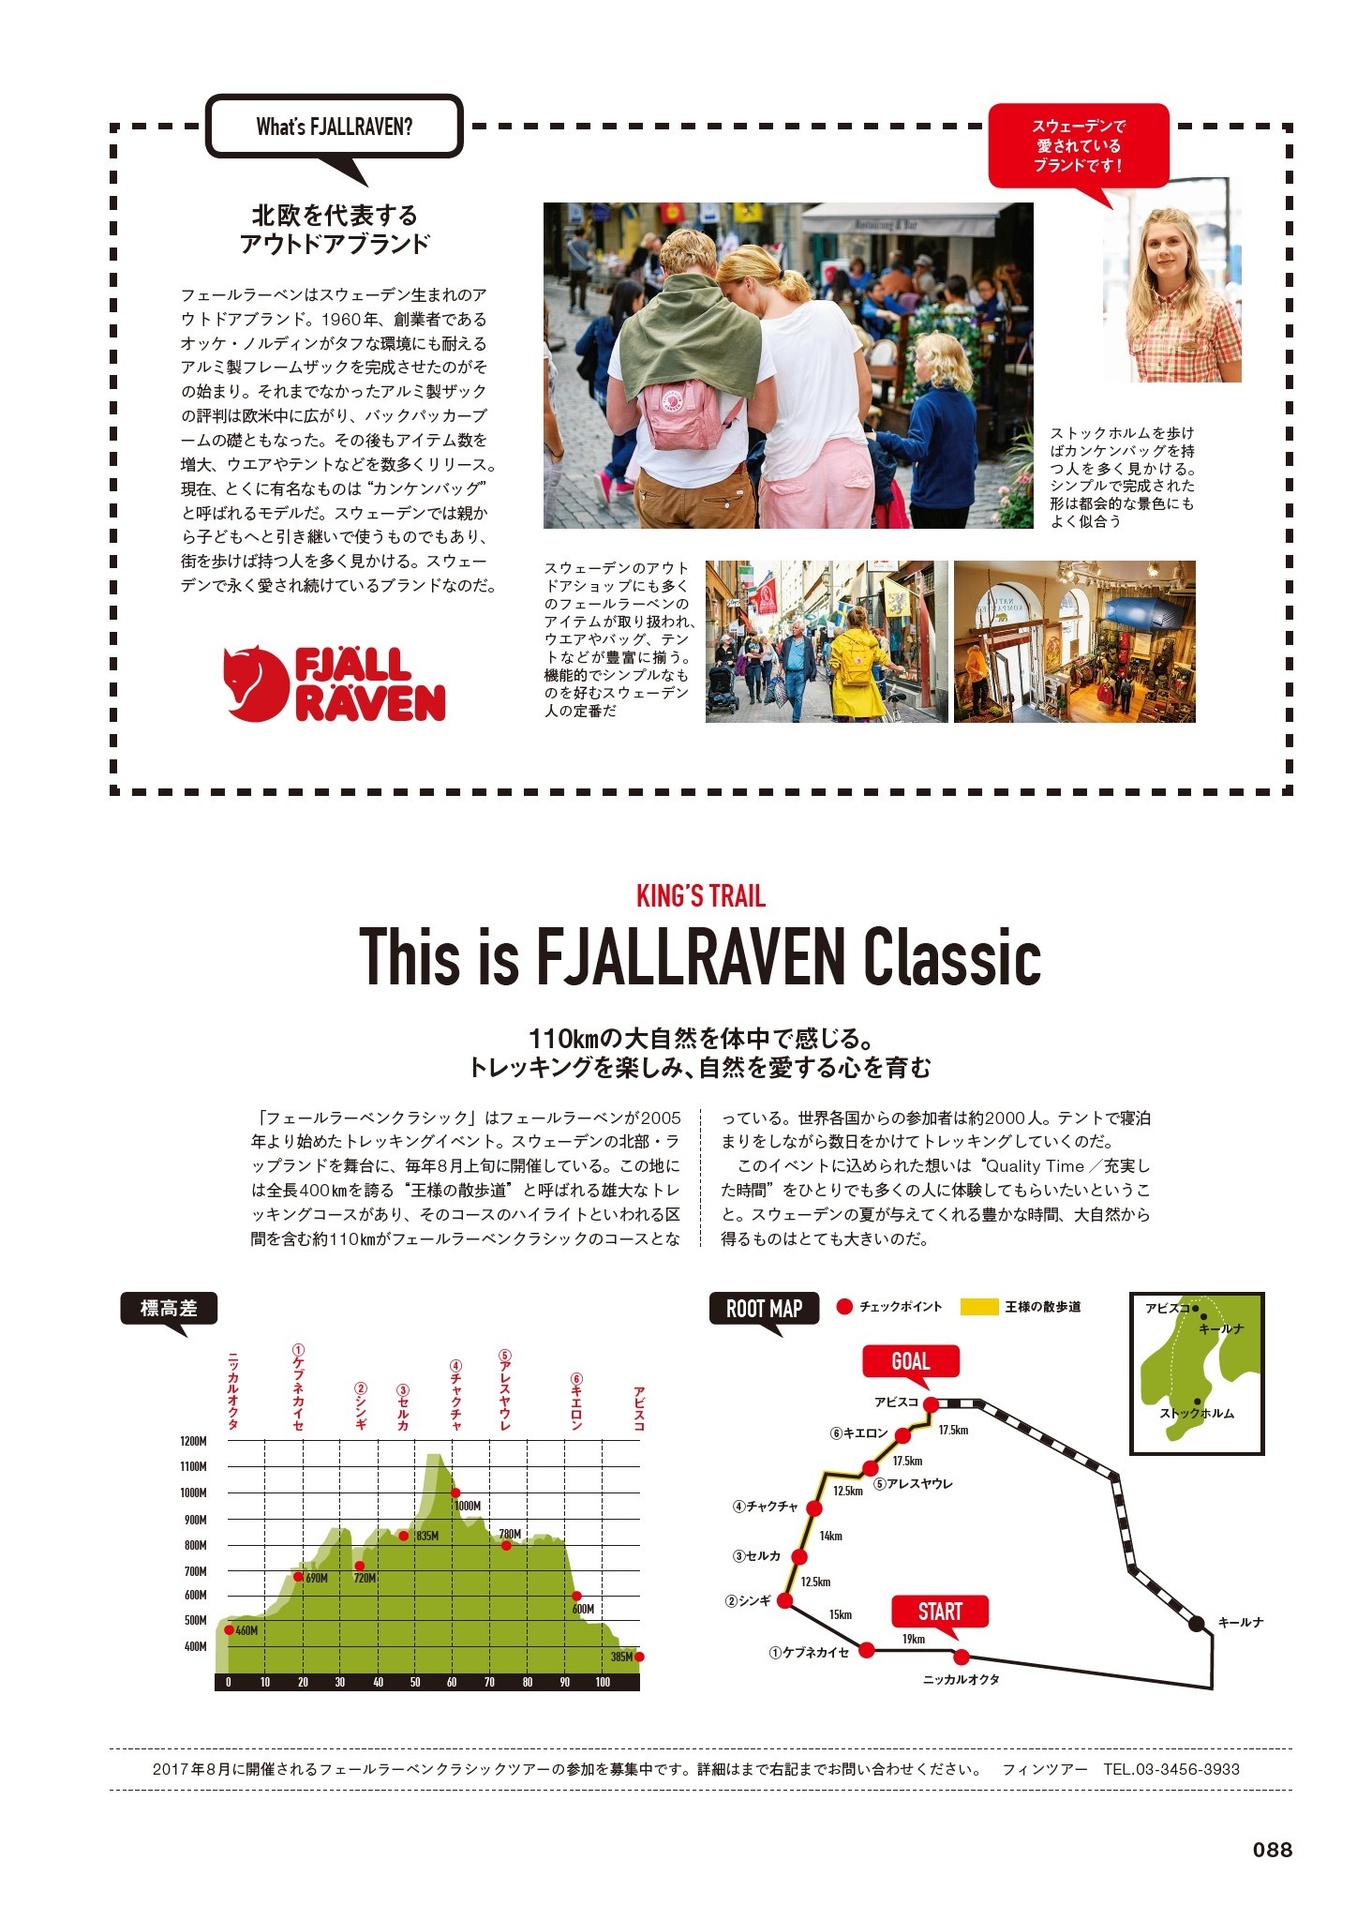 What's FJALLRAVEN?
北欧を代表する
アウトドアブランド
フェールラーベンはスウェーデン生まれのア
ウトドアブランド。1960年、創業者である
オッケ・ノルディンがタフな環境にも耐える
アルミ製フレームザックを完成させたのがそ
の始まり。それまでなかったアルミ製ザック
の評判は欧米中に広がり、バックパッカーブ
ームの礎ともなった。その後もアイテム数を
増大、ウエアやテントなどを数多くリリース。
現在、とくに有名なものは“カンケンバッグ”
と呼ばれるモデルだ。スウェーデンでは親か
ら子どもへと引き継いで使うものでもあり、
街を歩けば持つ人を多く見かける。スウェー
デンで永く愛され続けているブランドなのだ。
FJÄLL
RÄVEN
スウェーデンで
愛されている
ブランドです！
Restaurang & Bar
ストックホルムを歩け
ばカンケンバッグを持
つ人を多く見かける。
シンプルで完成された
形は都会的な景色にも
よく似合う
スウェーデンのアウト
ドアショップにも多く
のフェールラーベンの
アイテムが取り扱われ、
ウエアやバッグ、テン
トなどが豊富に揃う。
機能的でシンプルなも
のを好むスウェーデン
人の定番だ
KING'S TRAIL
This is FJALLRAVEN Classic
110kmの大自然を体中で感じる。
トレッキングを楽しみ、自然を愛する心を育む
「フェールラーベンクラシック」はフェールラーベンが2005
年より始めたトレッキングイベント。スウェーデンの北部・ラ
ップランドを舞台に、毎年8月上旬に開催している。この地に
は全長400kmを誇る“王様の散歩道”と呼ばれる雄大なトレ
ッキングコースがあり、そのコースのハイライトといわれる区
間を含む約110kmがフェールラーベンクラシックのコースとな
っている。世界各国からの参加者は約2000人。テントで寝泊
まりをしながら数日をかけてトレッキングしていくのだ。
このイベントに込められた想いは“Quality Time／充実し
た時間”をひとりでも多くの人に体験してもらいたいというこ
と。スウェーデンの夏が与えてくれる豊かな時間、大自然から
得るものはとても大きいのだ。
標高差
ニッカルオクタ
①ケブネカイセ
②シンギ
③セルカ
④チャクチャ
⑤アレスヤウレ
⑥キエロン
アビスコ
1200M
1100M
1000M
900M
800M
700M
600M
500M
400M
460M
690M
720M
835M
1000M
780M
600M
385M
0 10 20 30 40 50 60 70 80 90 100
ROOT MAP
チェックポイント
王様の散歩道
アビスコ
キールナ
ストックホルム
GOAL
アビスコ
17.5km
⑥キエロン
17.5km
⑤アレスヤウレ
12.5km
④チャクチャ
14km
③セルカ
12.5km
②シンギ
15km
START
19km
①ケブネカイセ
ニッカルオクタ
キールナ
2017年8月に開催されるフェールラーベンクラシックツアーの参加を募集中です。詳細はまで右記までお問い合わせください。 フィンツアー TEL.03-3456-3933
088